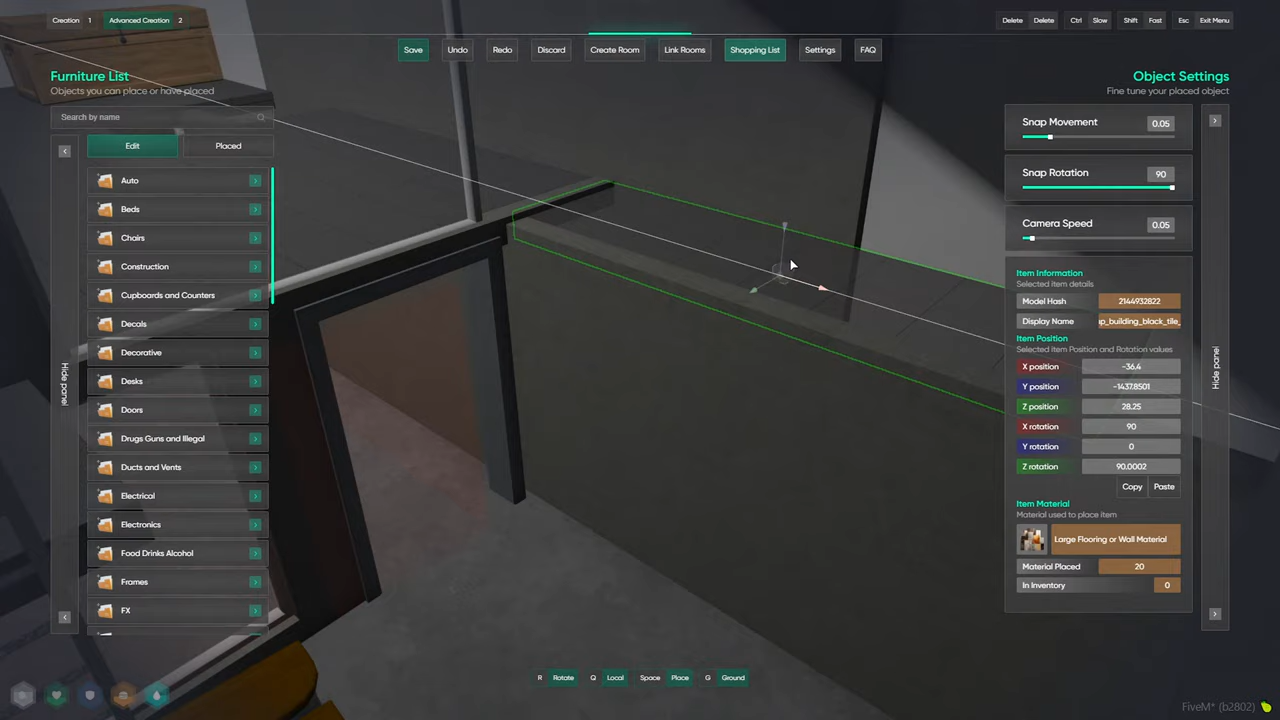 Creation 1 Advanced Creation 2
Delete Delete Ctrl Slow Shift Fast Esc Exit Menu
Save Undo Redo Discard Create Room Link Rooms Shopping List Settings FAQ
Furniture List
Objects you can place or have placed
Search by name
Edit Placed
Auto
Beds
Chairs
Construction
Cupboards and Counters
Decals
Decorative
Desks
Doors
Drugs Guns and Illegal
Ducts and Vents
Electrical
Electronics
Food Drinks Alcohol
Frames
FX
Hide panel
Object Settings
Fine tune your placed object
Snap Movement 0.05
Snap Rotation 90
Camera Speed 0.05
Item Information
Selected item details
Model Hash 2144932822
Display Name p_building_black_tile_
Item Position
Selected Item Position and Rotation values
X position -36.4
Y position -1437.8501
Z position 28.25
X rotation 90
Y rotation 0
Z rotation 90.0002
Copy Paste
Item Material
Material used to place item
Large Flooring or Wall Material
Material Placed 20
In Inventory 0
Hide panel
R Rotate Q Local Space Place G Ground
FiveM* (b2802)